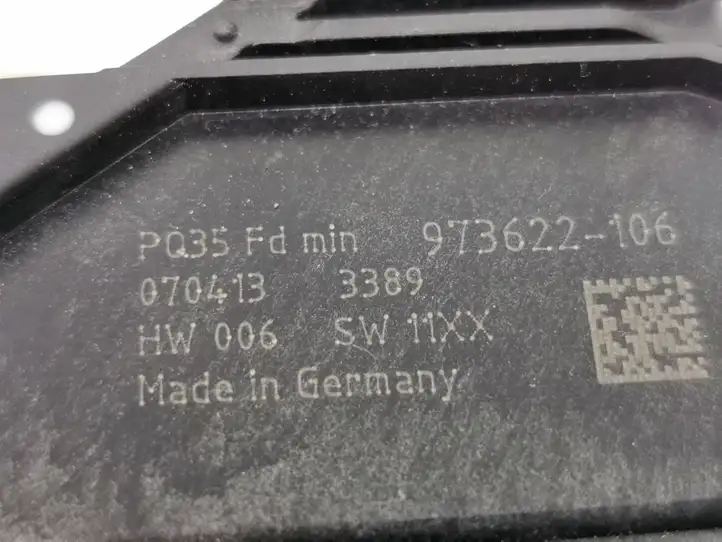 PQ35 Fd min 973622-106
070413 3389
HW 006 SW 11XX
Made in Germany